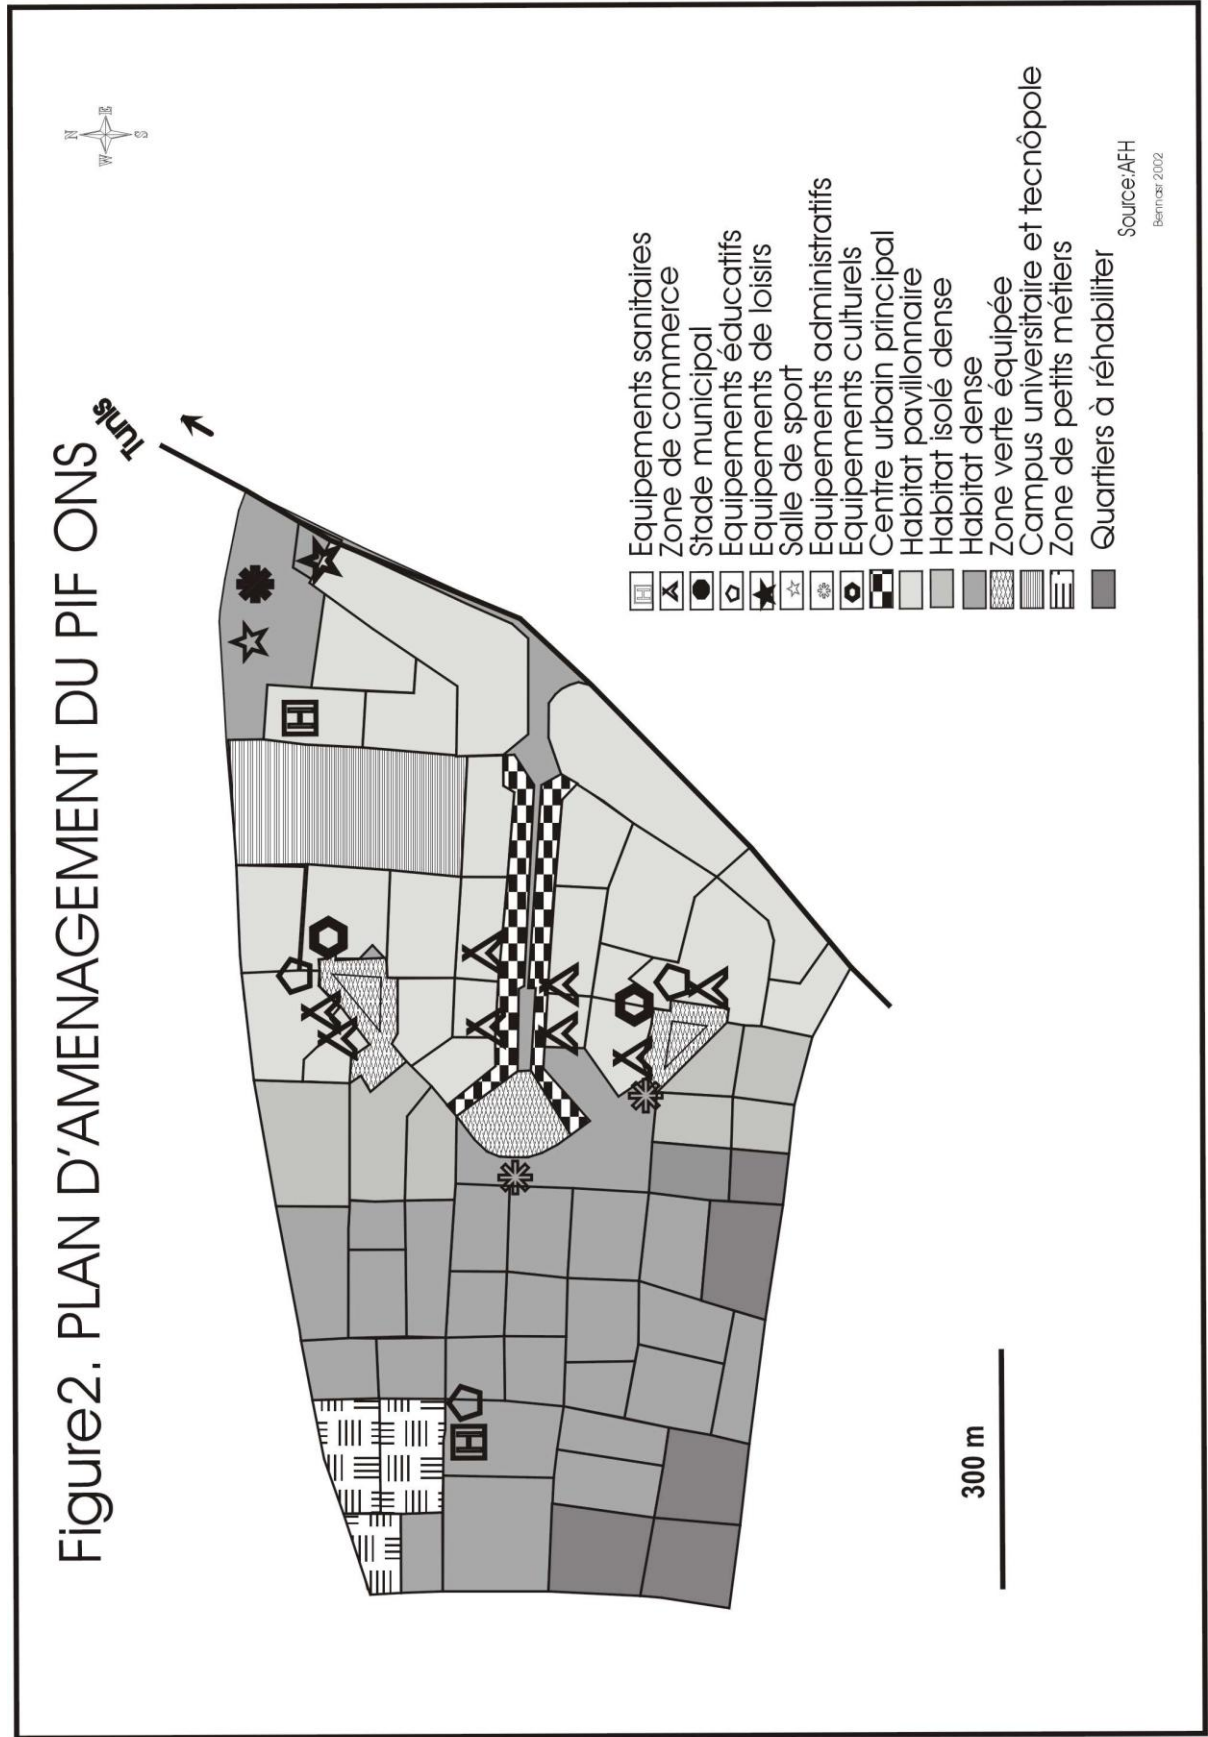 Figure2. PLAN D'AMENAGEMENT DU PIF ONS
N
W E
S
Tunis
H
H
300 m
Equipements sanitaires
Zone de commerce
Stade municipal
Equipements éducatifs
Equipements de loisirs
Salle de sport
Equipements administratifs
Equipements culturels
Centre urbain principal
Habitat pavillonnaire
Habitat isolé dense
Habitat dense
Zone verte équipée
Campus universitaire et tecnôpole
Zone de petits métiers
Quartiers à réhabiliter
Source:AFH
Bennasr 2002